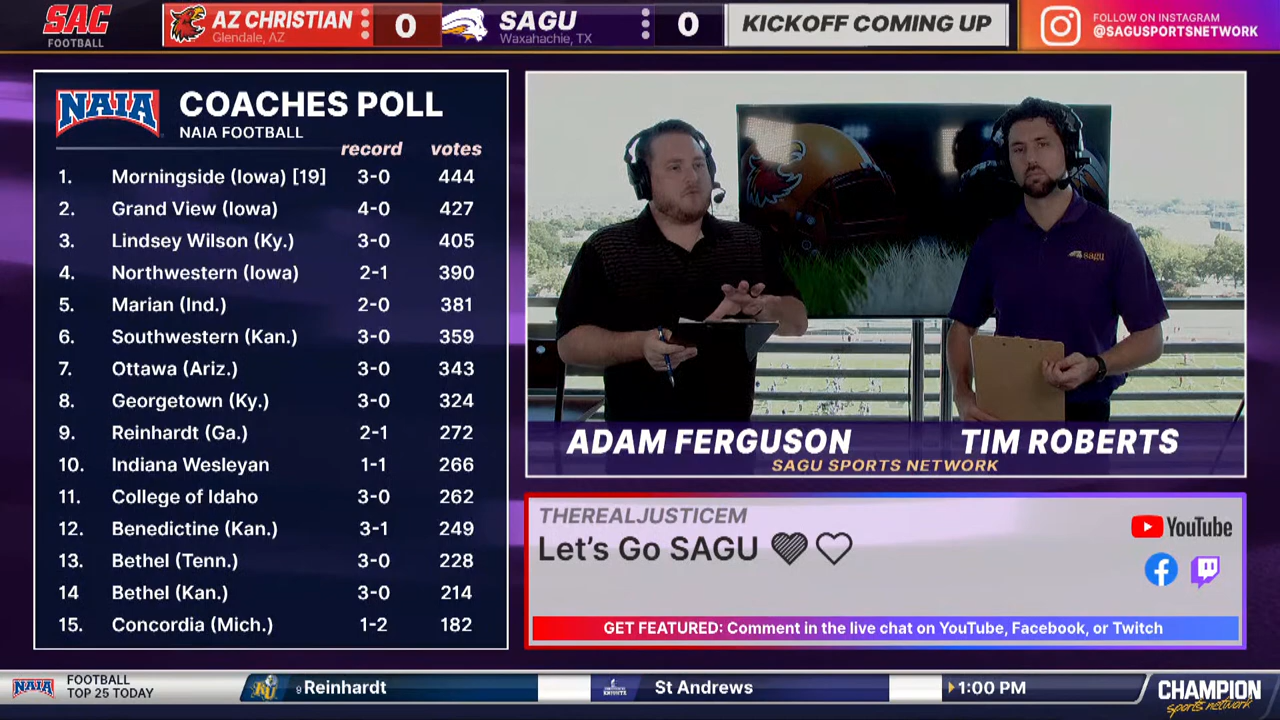 SAC
FOOTBALL
AZ CHRISTIAN
Glendale, AZ
0
SAGU
Waxahachie, TX
0
KICKOFF COMING UP
FOLLOW ON INSTAGRAM
@SAGUSPORTSNETWORK
NAIA
COACHES POLL
NAIA FOOTBALL
record votes
1. Morningside (Iowa) [19] 3-0 444
2. Grand View (Iowa) 4-0 427
3. Lindsey Wilson (Ky.) 3-0 405
4. Northwestern (Iowa) 2-1 390
5. Marian (Ind.) 2-0 381
6. Southwestern (Kan.) 3-0 359
7. Ottawa (Ariz.) 3-0 343
8. Georgetown (Ky.) 3-0 324
9. Reinhardt (Ga.) 2-1 272
10. Indiana Wesleyan 1-1 266
11. College of Idaho 3-0 262
12. Benedictine (Kan.) 3-1 249
13. Bethel (Tenn.) 3-0 228
14 Bethel (Kan.) 3-0 214
15. Concordia (Mich.) 1-2 182
sagu
ADAM FERGUSON TIM ROBERTS
SAGU SPORTS NETWORK
THEREALJUSTICEM
Let's Go SAGU
YouTube
GET FEATURED: Comment in the live chat on YouTube, Facebook, or Twitch
NAIA
FOOTBALL
TOP 25 TODAY
RU
9 Reinhardt
KNIGHTS
St Andrews
1:00 PM
CHAMPION
sports network